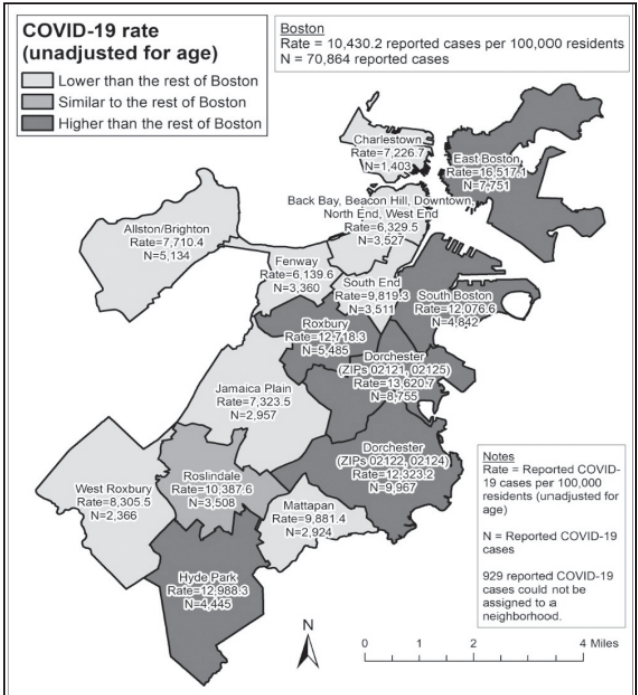 COVID-19 rate
(unadjusted for age)
Lower than the rest of Boston
Similar to the rest of Boston
Higher than the rest of Boston
Boston
Rate = 10,430.2 reported cases per 100,000 residents
N = 70,864 reported cases
Charlestown
Rate=7,226.7
N=1,403
East Boston
Rate=16,517.1
N=7,751
Back Bay, Beacon Hill, Downtown,
North End, West End
Rate=6,329.5
N=3,527
Allston/Brighton
Rate=7,710.4
N=5,134
Fenway
Rate=6,139.6
N=3,360
South End
Rate=9,819.3
N=3,511
South Boston
Rate=12,076.6
N=4,842
Roxbury
Rate=12,718.3
N=5,485
Dorchester
(ZIPs 02121, 02125)
Rate=13,620.7
N=8,755
Jamaica Plain
Rate=7,323.5
N=2,957
Dorchester
(ZIPs 02122, 02124)
Rate=12,323.2
N=9,967
Roslindale
Rate=10,387.6
N=3,508
West Roxbury
Rate=8,305.5
N=2,366
Mattapan
Rate=9,881.4
N=2,924
Hyde Park
Rate=12,988.3
N=4,445
Notes
Rate = Reported COVID-
19 cases per 100,000
residents (unadjusted for
age)
N = Reported COVID-19
cases
929 reported COVID-19
cases could not be
assigned to a
neighborhood.
N
0 1 2 4 Miles